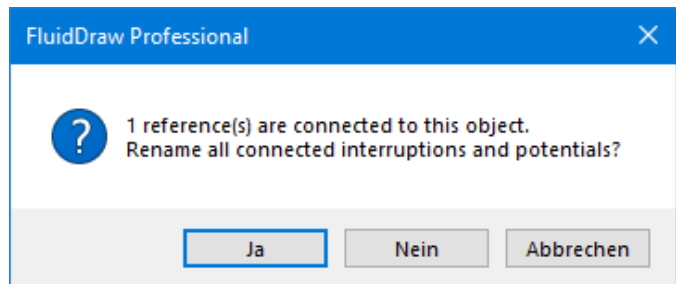 FluidDraw Professional
1 reference(s) are connected to this object.
Rename all connected interruptions and potentials?
Ja
Nein
Abbrechen